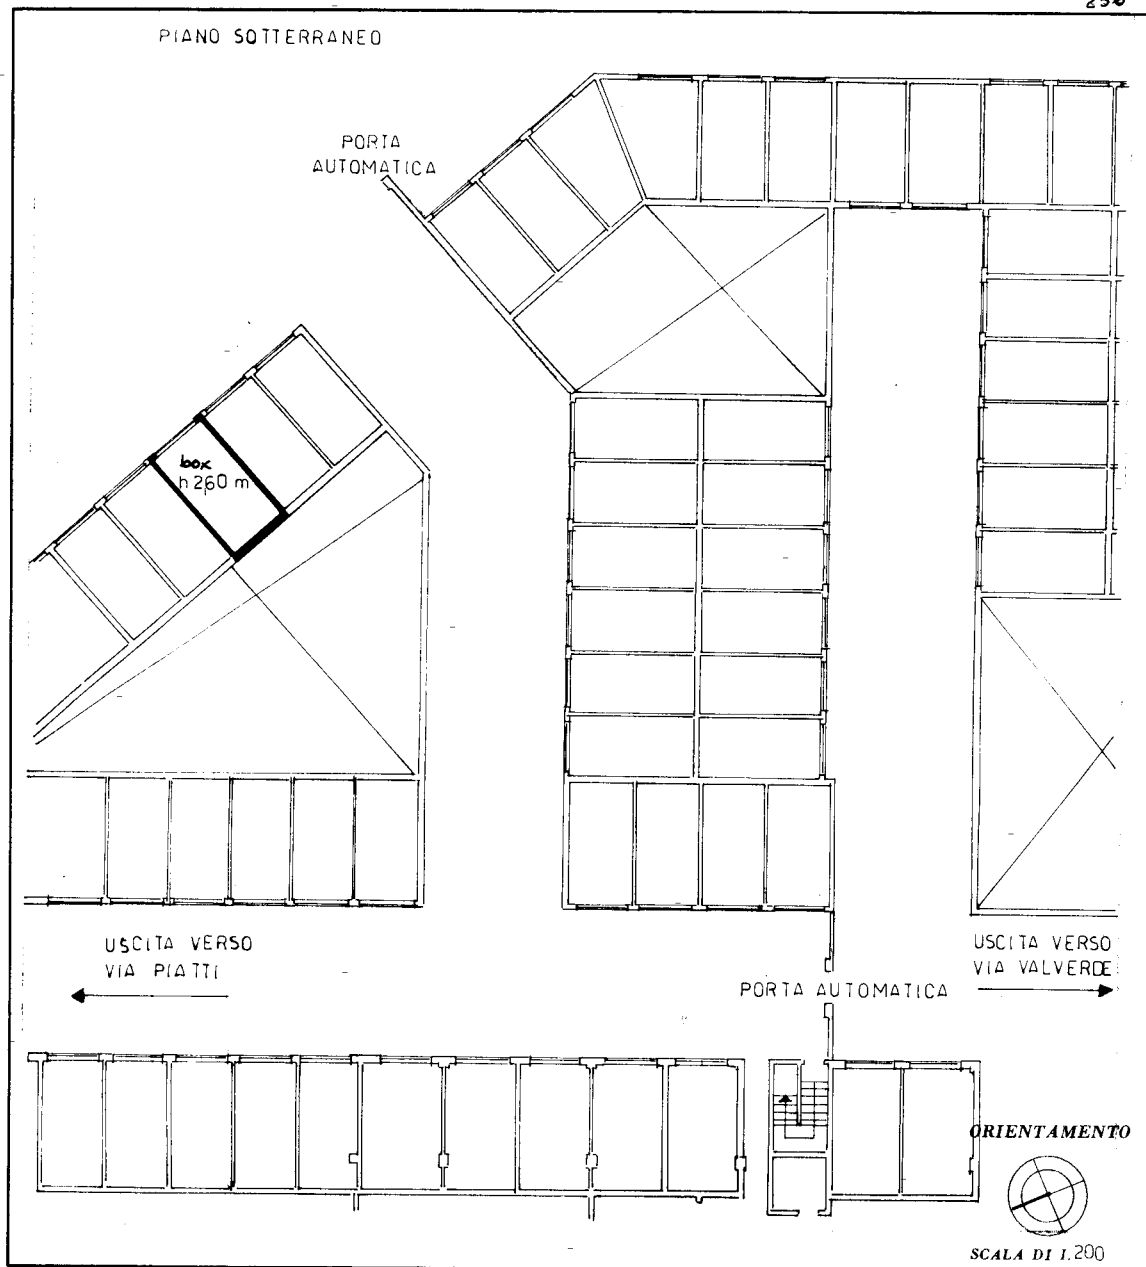 PIANO SOTTERRANEO
PORTA
AUTOMATICA
box
h 2,60 m
USCITA VERSO
VIA PIATTI
USCITA VERSO
VIA VALVERDE
PORTA AUTOMATICA
ORIENTAMENTO
SCALA DI 1.200